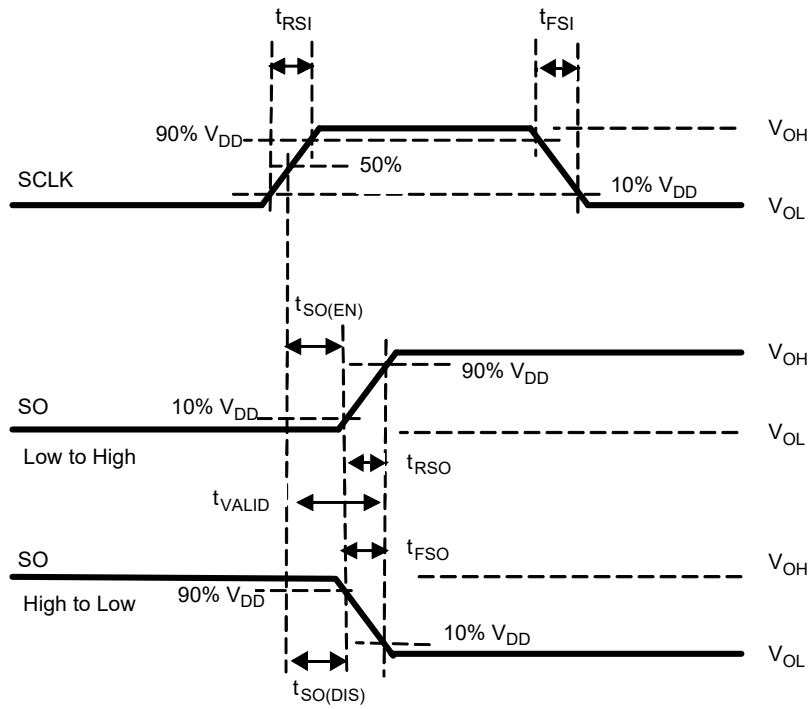 tRSI
tFSI
90% VDD
VOH
50%
SCLK
10% VDD
VOL
tSO(EN)
VOH
90% VDD
10% VDD
SO
VOL
Low to High
tRSO
tVALID
tFSO
SO
VOH
90% VDD
High to Low
10% VDD
VOL
tSO(DIS)